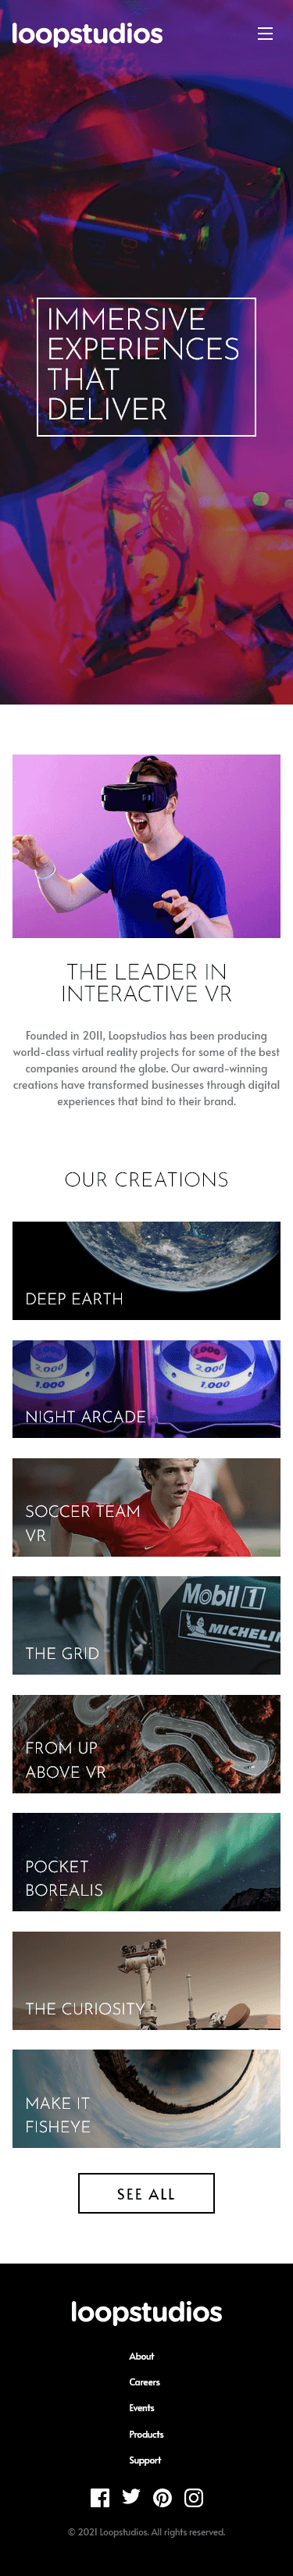 loopstudios
IMMERSIVE
EXPERIENCES
THAT
DELIVER
THE LEADER IN
INTERACTIVE VR
Founded in 2011, Loopstudios has been producing
world-class virtual reality projects for some of the best
companies around the globe. Our award-winning
creations have transformed businesses through digital
experiences that bind to their brand.
OUR CREATIONS
DEEP EARTH
2,000
1,000
3,000
2,000
1,000
NIGHT ARCADE
SOCCER TEAM
VR
Mobil 1
MICHELIN
THE GRID
FROM UP
ABOVE VR
POCKET
BOREALIS
THE CURIOSITY
MAKE IT
FISHEYE
SEE ALL
loopstudios
About
Careers
Events
Products
Support
© 2021 Loopstudios. All rights reserved.